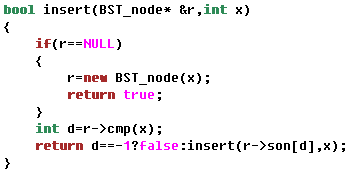 bool insert(BST_node* &r,int x)
{
    if(r==NULL)
    {
        r=new BST_node(x);
        return true;
    }
    int d=r->cmp(x);
    return d==-1?false:insert(r->son[d],x);
}